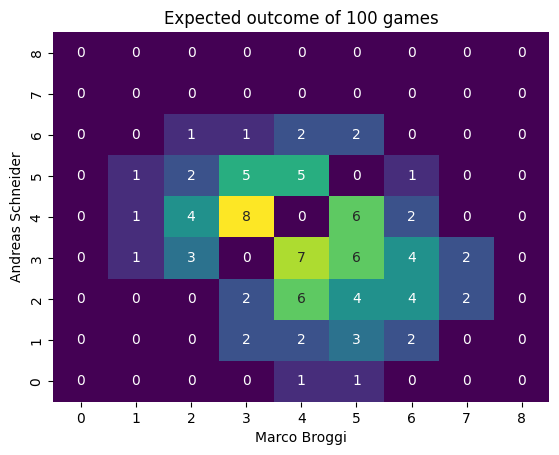 Expected outcome of 100 games
Andreas Schneider
8 0 0 0 0 0 0 0 0 0
7 0 0 0 0 0 0 0 0 0
6 0 0 1 1 2 2 0 0 0
5 0 1 2 5 5 0 1 0 0
4 0 1 4 8 0 6 2 0 0
3 0 1 3 0 7 6 4 2 0
2 0 0 0 2 6 4 4 2 0
1 0 0 0 2 2 3 2 0 0
0 0 0 0 0 1 1 0 0 0
0 1 2 3 4 5 6 7 8
Marco Broggi